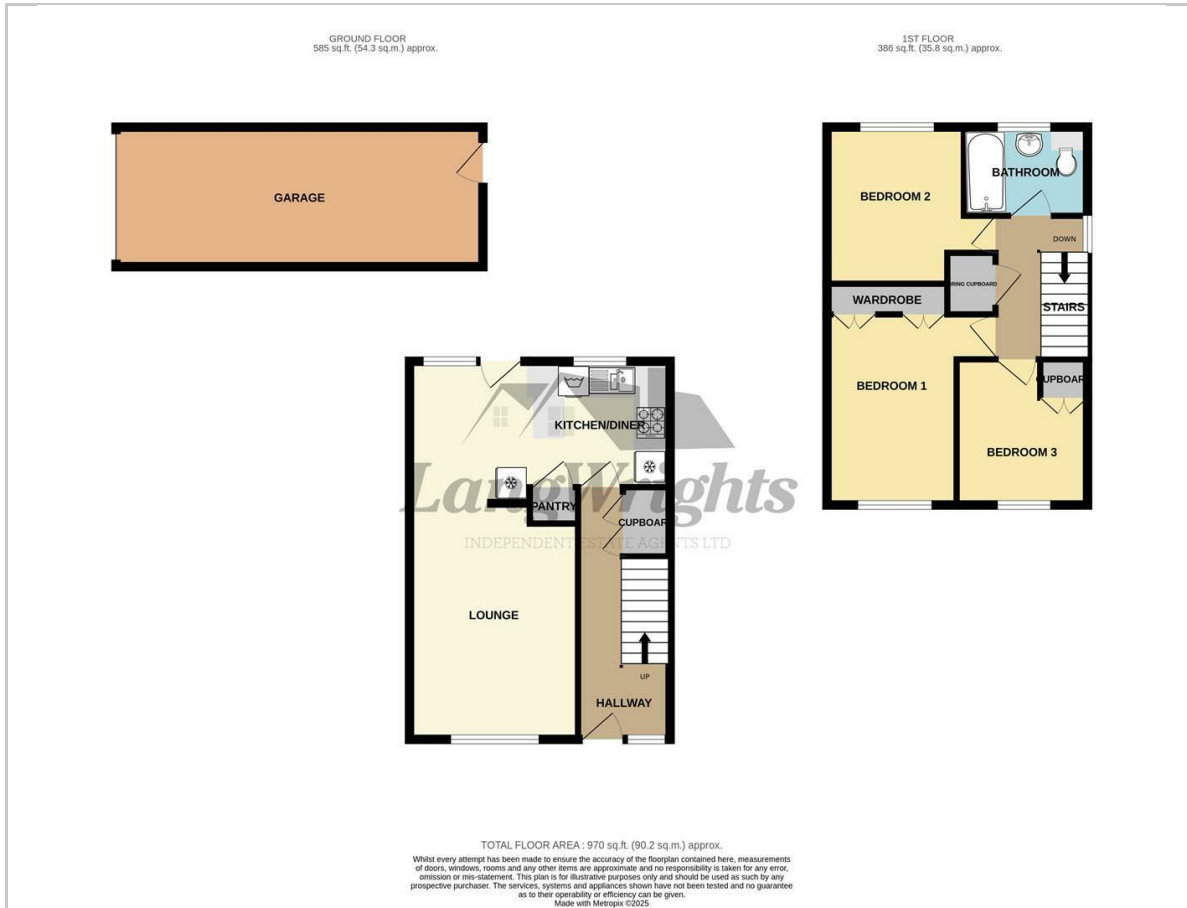 GROUND FLOOR
585 sq.ft. (54.3 sq.m.) approx.
1ST FLOOR
386 sq.ft. (35.8 sq.m.) approx.
GARAGE
BEDROOM 2
BATHROOM
DOWN
RING CUPBOARD
WARDROBE
STAIRS
BEDROOM 1
CUPBOAR
BEDROOM 3
KITCHEN/DINER
LangWrights
PANTRY
CUPBOAR
INDEPENDENT ESTATE AGENTS LTD
LOUNGE
UP
HALLWAY
TOTAL FLOOR AREA : 970 sq.ft. (90.2 sq.m.) approx.
Whilst every attempt has been made to ensure the accuracy of the floorplan contained here, measurements
of doors, windows, rooms and any other items are approximate and no responsibility is taken for any error,
omission or mis-statement. This plan is for illustrative purposes only and should be used as such by any
prospective purchaser. The services, systems and appliances shown have not been tested and no guarantee
as to their operability or efficiency can be given.
Made with Metropix ©2025